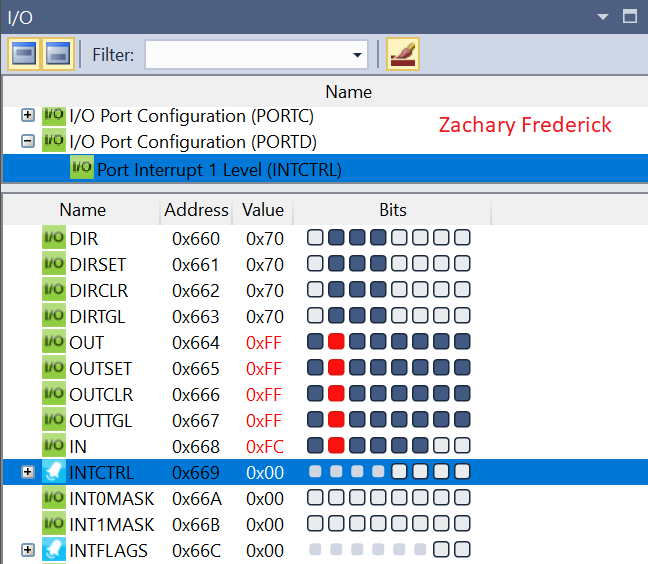 I/O
Filter:
Name
I/O I/O Port Configuration (PORTC)
Zachary Frederick
I/O I/O Port Configuration (PORTD)
I/O Port Interrupt 1 Level (INTCTRL)
Name Address Value Bits
I/O DIR 0x660 0x70
I/O DIRSET 0x661 0x70
I/O DIRCLR 0x662 0x70
I/O DIRTGL 0x663 0x70
I/O OUT 0x664 0xFF
I/O OUTSET 0x665 0xFF
I/O OUTCLR 0x666 0xFF
I/O OUTTGL 0x667 0xFF
I/O IN 0x668 0xFC
INTCTRL 0x669 0x00
I/O INT0MASK 0x66A 0x00
I/O INT1MASK 0x66B 0x00
INTFLAGS 0x66C 0x00